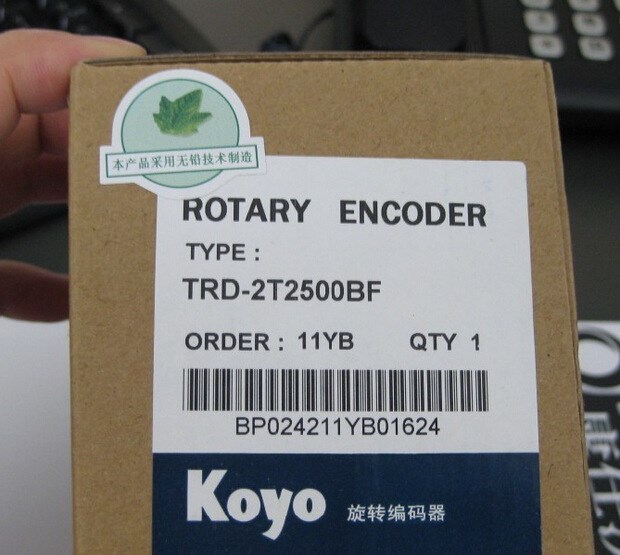 本产品采用无铅技术制造
ROTARY ENCODER
TYPE :
TRD-2T2500BF
ORDER : 11YB QTY 1
BP024211YB01624
Koyo 旋转编码器